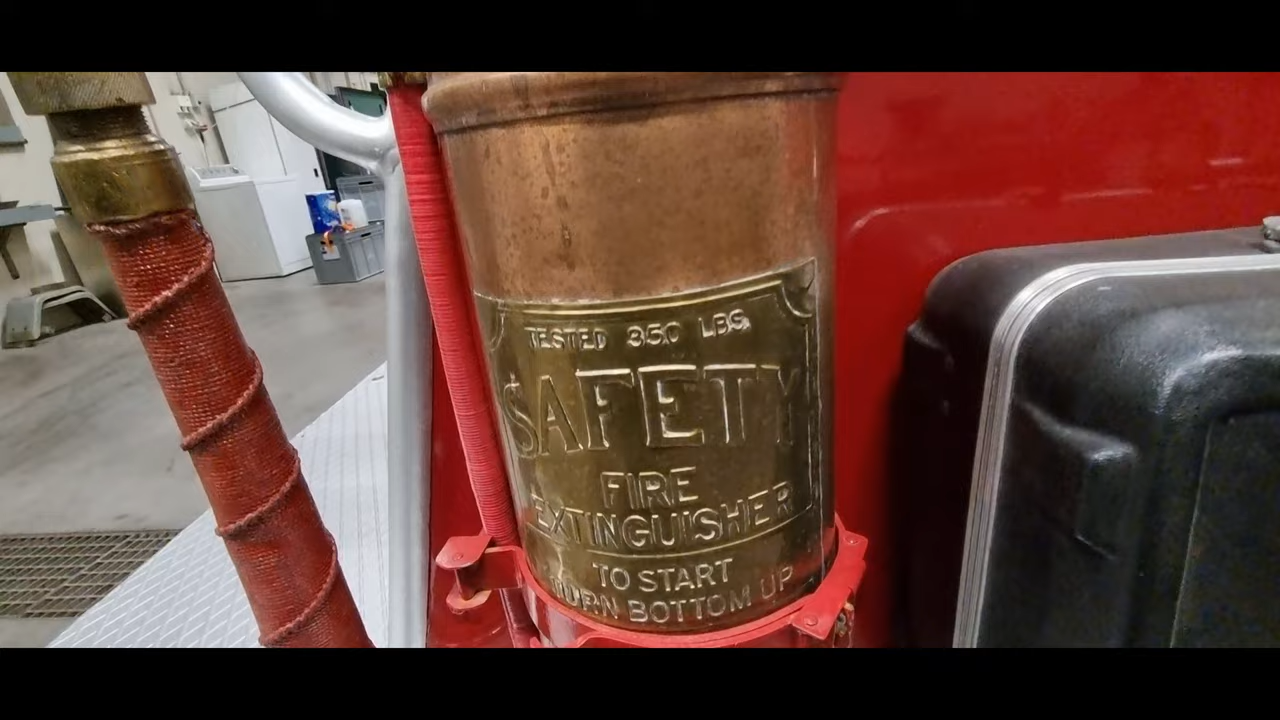 TESTED 350 LBS.
SAFETY
FIRE
EXTINGUISHER
TO START
TURN BOTTOM UP